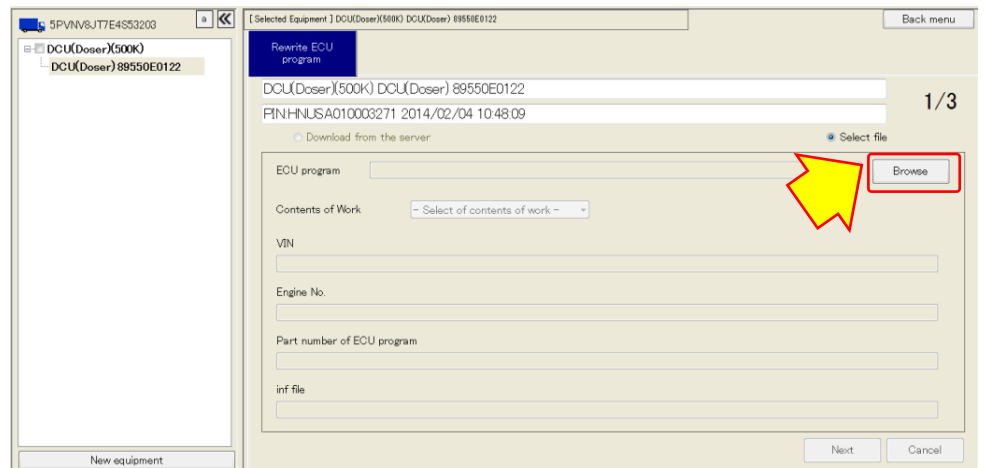 5PVNV8JT7E4S53203
a
DCU(Doser)(500K)
DCU(Doser) 89550E0122
New equipment
[ Selected Equipment ] DCU(Doser)(500K) DCU(Doser) 89550E0122
Back menu
Rewrite ECU
program
DCU(Doser)(500K) DCU(Doser) 89550E0122
1/3
PIN:HNUSA010003271 2014/02/04 10:48:09
Download from the server
Select file
ECU program
Browse
Contents of Work
- Select of contents of work -
VIN
Engine No.
Part number of ECU program
inf file
Next
Cancel